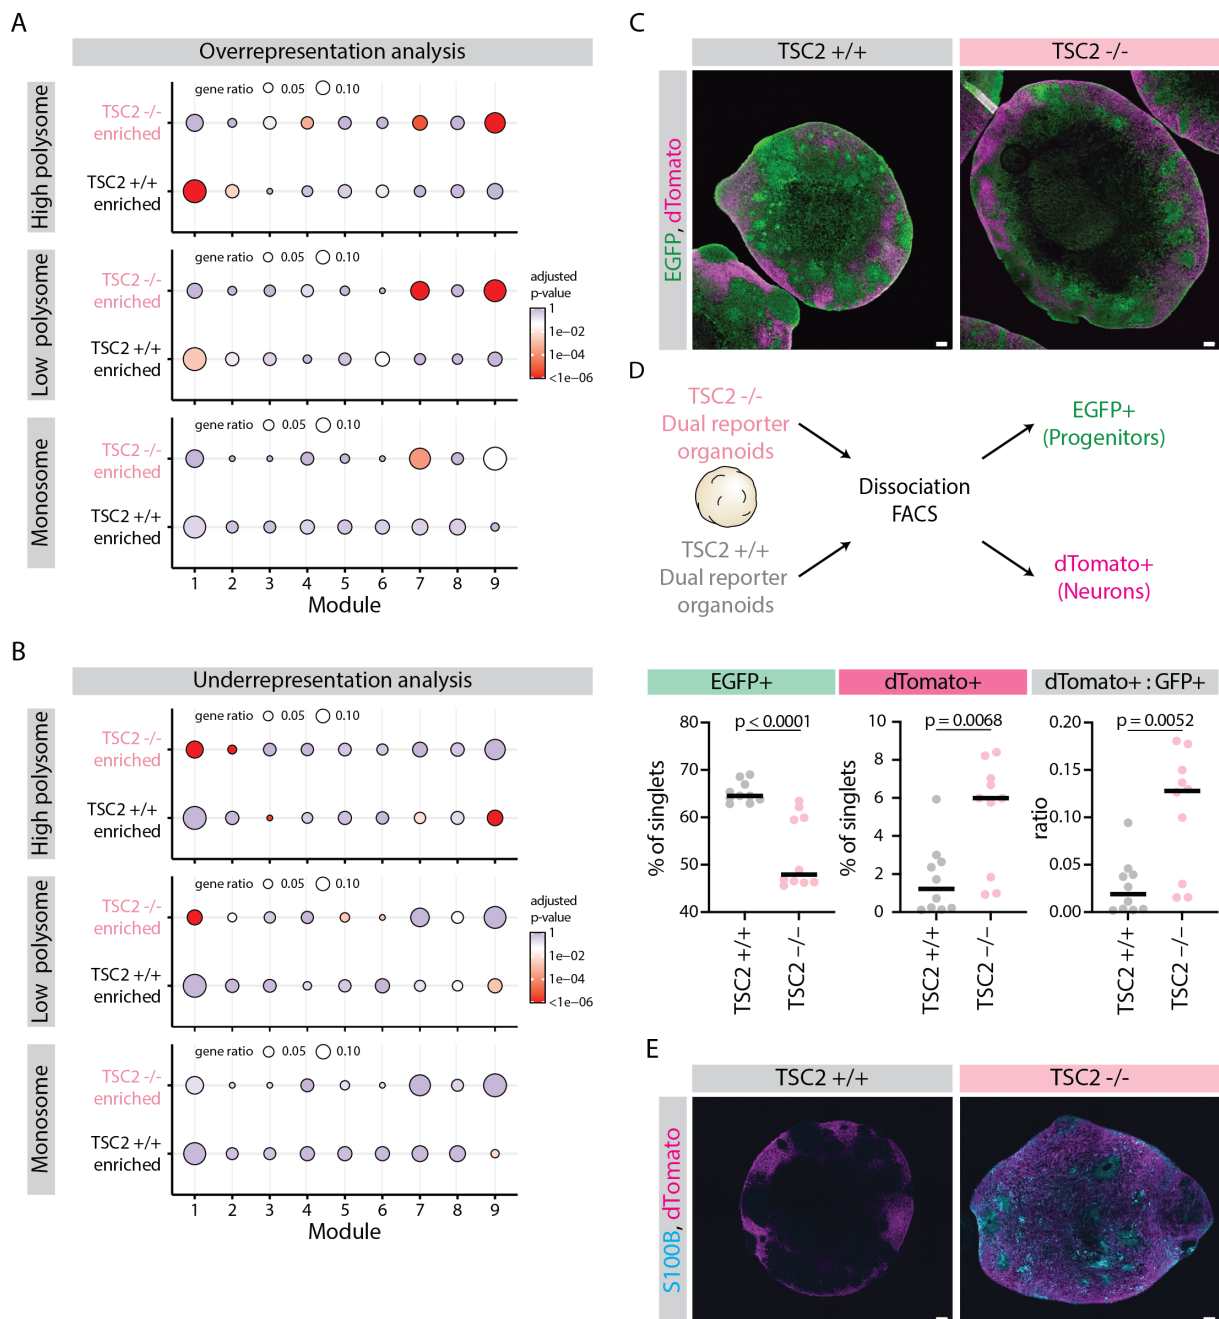 A
Overrepresentation analysis
High polysome
gene ratio 0.05 0.10
TSC2 -/-
enriched
TSC2 +/+
enriched
Low polysome
gene ratio 0.05 0.10
TSC2 -/-
enriched
TSC2 +/+
enriched
adjusted
p-value
1
1e−02
1e−04
<1e−06
Monosome
gene ratio 0.05 0.10
TSC2 -/-
enriched
TSC2 +/+
enriched
1 2 3 4 5 6 7 8 9
Module
B
Underrepresentation analysis
High polysome
gene ratio 0.05 0.10
TSC2 -/-
enriched
TSC2 +/+
enriched
Low polysome
gene ratio 0.05 0.10
TSC2 -/-
enriched
TSC2 +/+
enriched
adjusted
p-value
1
1e−02
1e−04
<1e−06
Monosome
gene ratio 0.05 0.10
TSC2 -/-
enriched
TSC2 +/+
enriched
1 2 3 4 5 6 7 8 9
Module
C
TSC2 +/+
TSC2 -/-
EGFP, dTomato
D
TSC2 -/-
Dual reporter
organoids
TSC2 +/+
Dual reporter
organoids
Dissociation
FACS
EGFP+
(Progenitors)
dTomato+
(Neurons)
EGFP+
% of singlets
80
70
60
50
40
p < 0.0001
TSC2 +/+
TSC2 −/−
dTomato+
% of singlets
10
8
6
4
2
0
p = 0.0068
TSC2 +/+
TSC2 −/−
dTomato+ : GFP+
ratio
0.20
0.15
0.10
0.05
0.00
p = 0.0052
TSC2 +/+
TSC2 −/−
E
TSC2 +/+
TSC2 -/-
S100B, dTomato